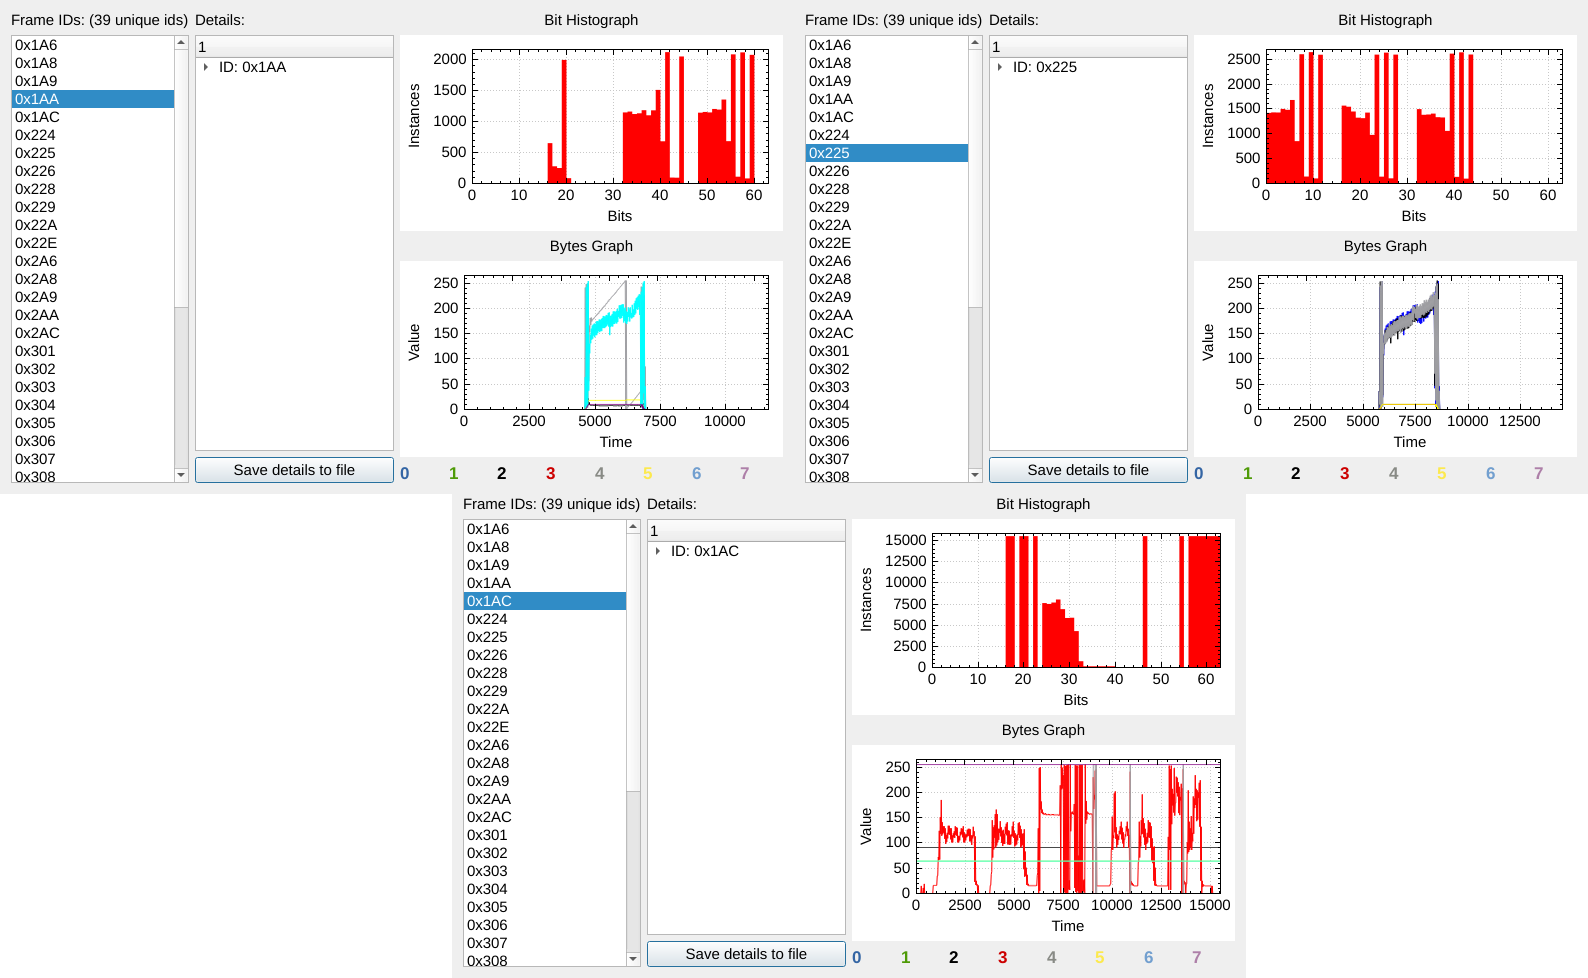 Frame IDs: (39 unique ids)
0x1A6
0x1A8
0x1A9
0x1AA
0x1AC
0x224
0x225
0x226
0x228
0x229
0x22A
0x22E
0x2A6
0x2A8
0x2A9
0x2AA
0x2AC
0x301
0x302
0x303
0x304
0x305
0x306
0x307
0x308
Details:
1
ID: 0x1AA
Save details to file
Bit Histograph
Instances
2000
1500
1000
500
0
0 10 20 30 40 50 60
Bits
Bytes Graph
Value
250
200
150
100
50
0
0 2500 5000 7500 10000
Time
0 1 2 3 4 5 6 7
Frame IDs: (39 unique ids)
0x1A6
0x1A8
0x1A9
0x1AA
0x1AC
0x224
0x225
0x226
0x228
0x229
0x22A
0x22E
0x2A6
0x2A8
0x2A9
0x2AA
0x2AC
0x301
0x302
0x303
0x304
0x305
0x306
0x307
0x308
Details:
1
ID: 0x225
Save details to file
Bit Histograph
Instances
2500
2000
1500
1000
500
0
0 10 20 30 40 50 60
Bits
Bytes Graph
Value
250
200
150
100
50
0
0 2500 5000 7500 10000 12500
Time
0 1 2 3 4 5 6 7
Frame IDs: (39 unique ids)
0x1A6
0x1A8
0x1A9
0x1AA
0x1AC
0x224
0x225
0x226
0x228
0x229
0x22A
0x22E
0x2A6
0x2A8
0x2A9
0x2AA
0x2AC
0x301
0x302
0x303
0x304
0x305
0x306
0x307
0x308
Details:
1
ID: 0x1AC
Save details to file
Bit Histograph
Instances
15000
12500
10000
7500
5000
2500
0
0 10 20 30 40 50 60
Bits
Bytes Graph
Value
250
200
150
100
50
0
0 2500 5000 7500 10000 12500 15000
Time
0 1 2 3 4 5 6 7